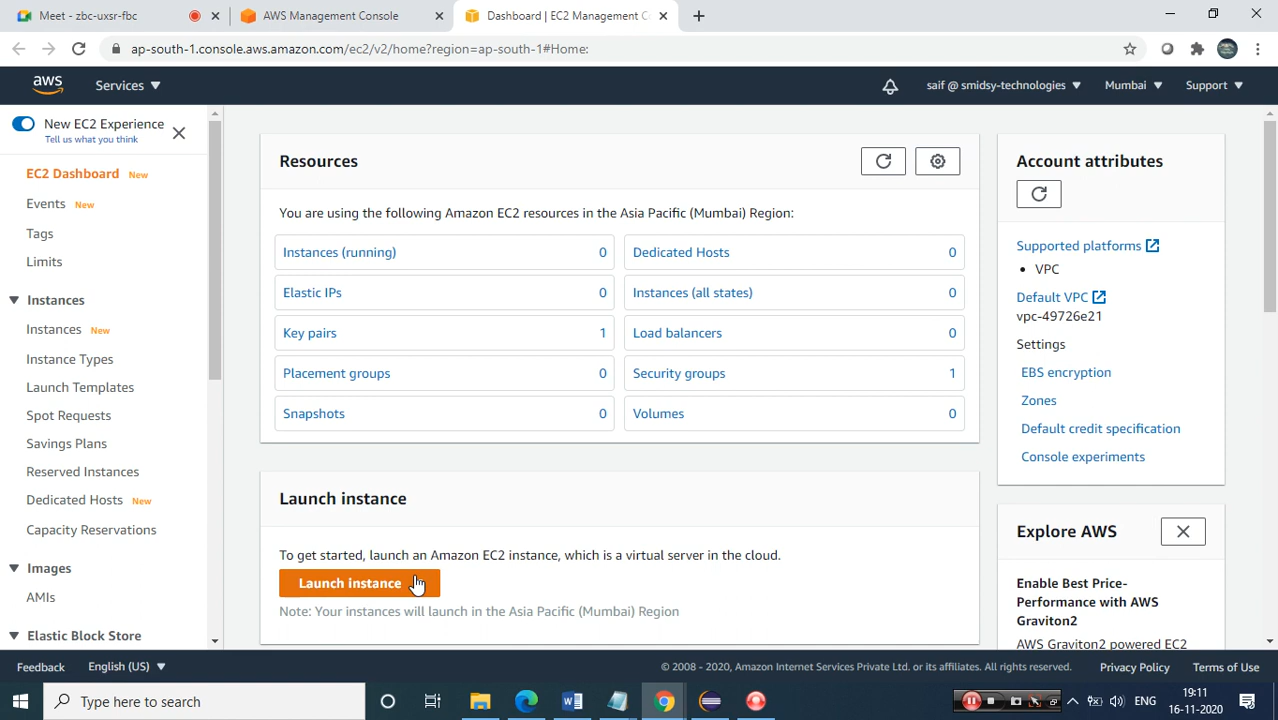 Meet - zbc-uxsr-fbc
AWS Management Console
Dashboard | EC2 Management C
ap-south-1.console.aws.amazon.com/ec2/v2/home?region=ap-south-1#Home:
aws
Services
saif @ smidsy-technologies
Mumbai
Support
New EC2 Experience
Tell us what you think
EC2 Dashboard New
Events New
Tags
Limits
Instances
Instances New
Instance Types
Launch Templates
Spot Requests
Savings Plans
Reserved Instances
Dedicated Hosts New
Capacity Reservations
Images
AMIs
Elastic Block Store
Resources
You are using the following Amazon EC2 resources in the Asia Pacific (Mumbai) Region:
Instances (running) 0
Dedicated Hosts 0
Elastic IPs 0
Instances (all states) 0
Key pairs 1
Load balancers 0
Placement groups 0
Security groups 1
Snapshots 0
Volumes 0
Launch instance
To get started, launch an Amazon EC2 instance, which is a virtual server in the cloud.
Launch instance
Note: Your instances will launch in the Asia Pacific (Mumbai) Region
Account attributes
Supported platforms
VPC
Default VPC
vpc-49726e21
Settings
EBS encryption
Zones
Default credit specification
Console experiments
Explore AWS
Enable Best Price-
Performance with AWS
Graviton2
AWS Graviton2 powered EC2
Feedback
English (US)
© 2008 - 2020, Amazon Internet Services Private Ltd. or its affiliates. All rights reserved.
Privacy Policy
Terms of Use
Type here to search
ENG
19:11
16-11-2020